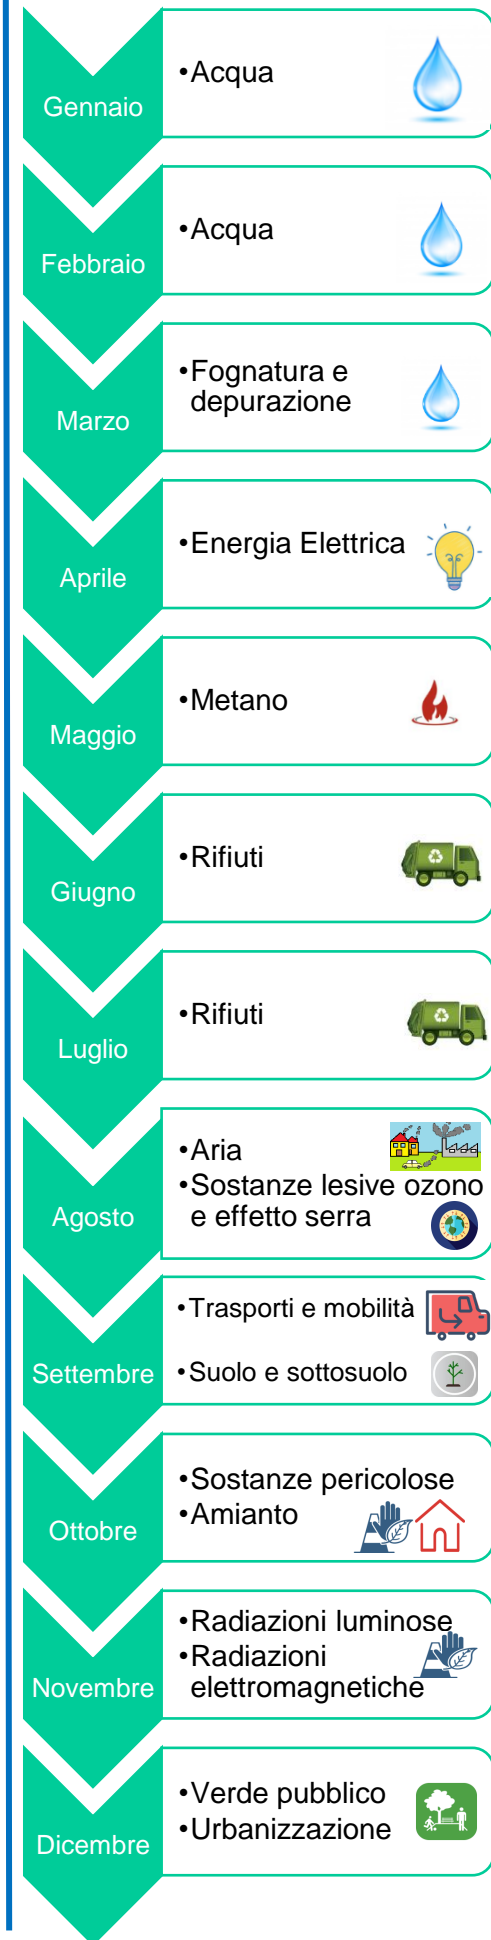 Gennaio
•Acqua
Febbraio
•Acqua
Marzo
•Fognatura e
depurazione
Aprile
•Energia Elettrica
Maggio
•Metano
Giugno
•Rifiuti
Luglio
•Rifiuti
Agosto
•Aria
•Sostanze lesive ozono
e effetto serra
Settembre
•Trasporti e mobilità
•Suolo e sottosuolo
Ottobre
•Sostanze pericolose
•Amianto
Novembre
•Radiazioni luminose
•Radiazioni
elettromagnetiche
Dicembre
•Verde pubblico
•Urbanizzazione